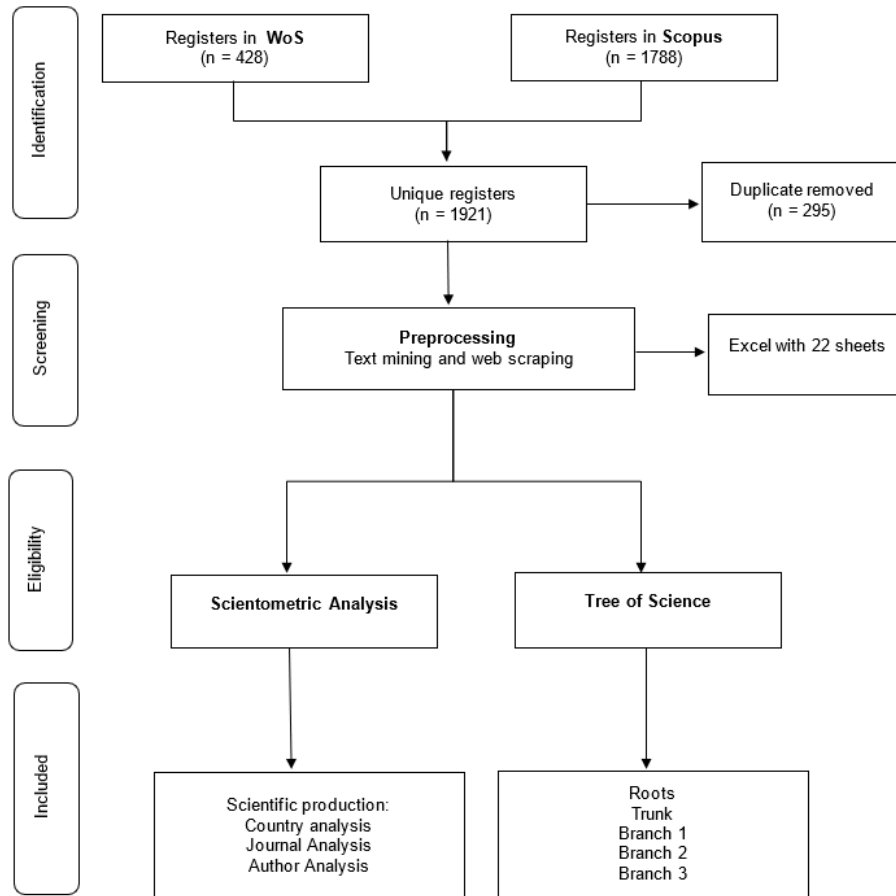 Identification
Registers in WoS
(n = 428)
Registers in Scopus
(n = 1788)
Unique registers
(n = 1921)
Duplicate removed
(n = 295)
Screening
Preprocessing
Text mining and web scraping
Excel with 22 sheets
Eligibility
Scientometric Analysis
Tree of Science
Included
Scientific production:
Country analysis
Journal Analysis
Author Analysis
Roots
Trunk
Branch 1
Branch 2
Branch 3